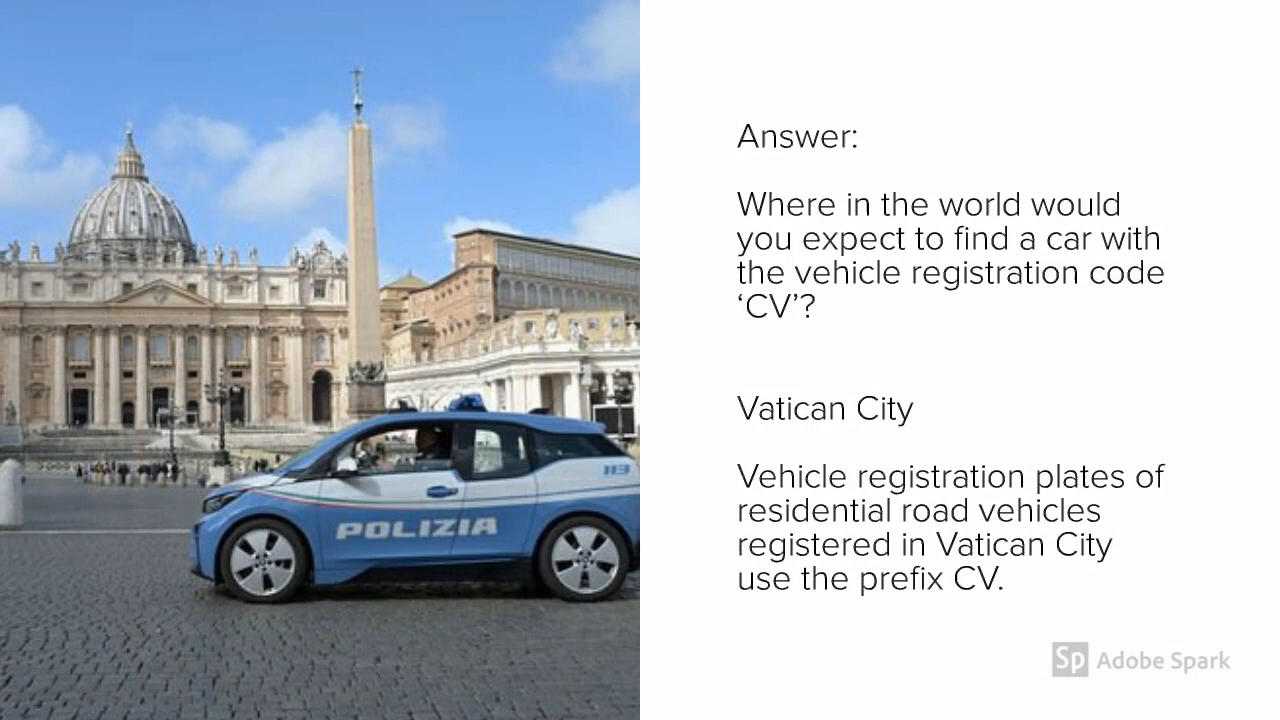 Answer:
Where in the world would
you expect to find a car with
the vehicle registration code
‘CV’?
Vatican City
Vehicle registration plates of
residential road vehicles
registered in Vatican City
use the prefix CV.
113
POLIZIA
Sp Adobe Spark